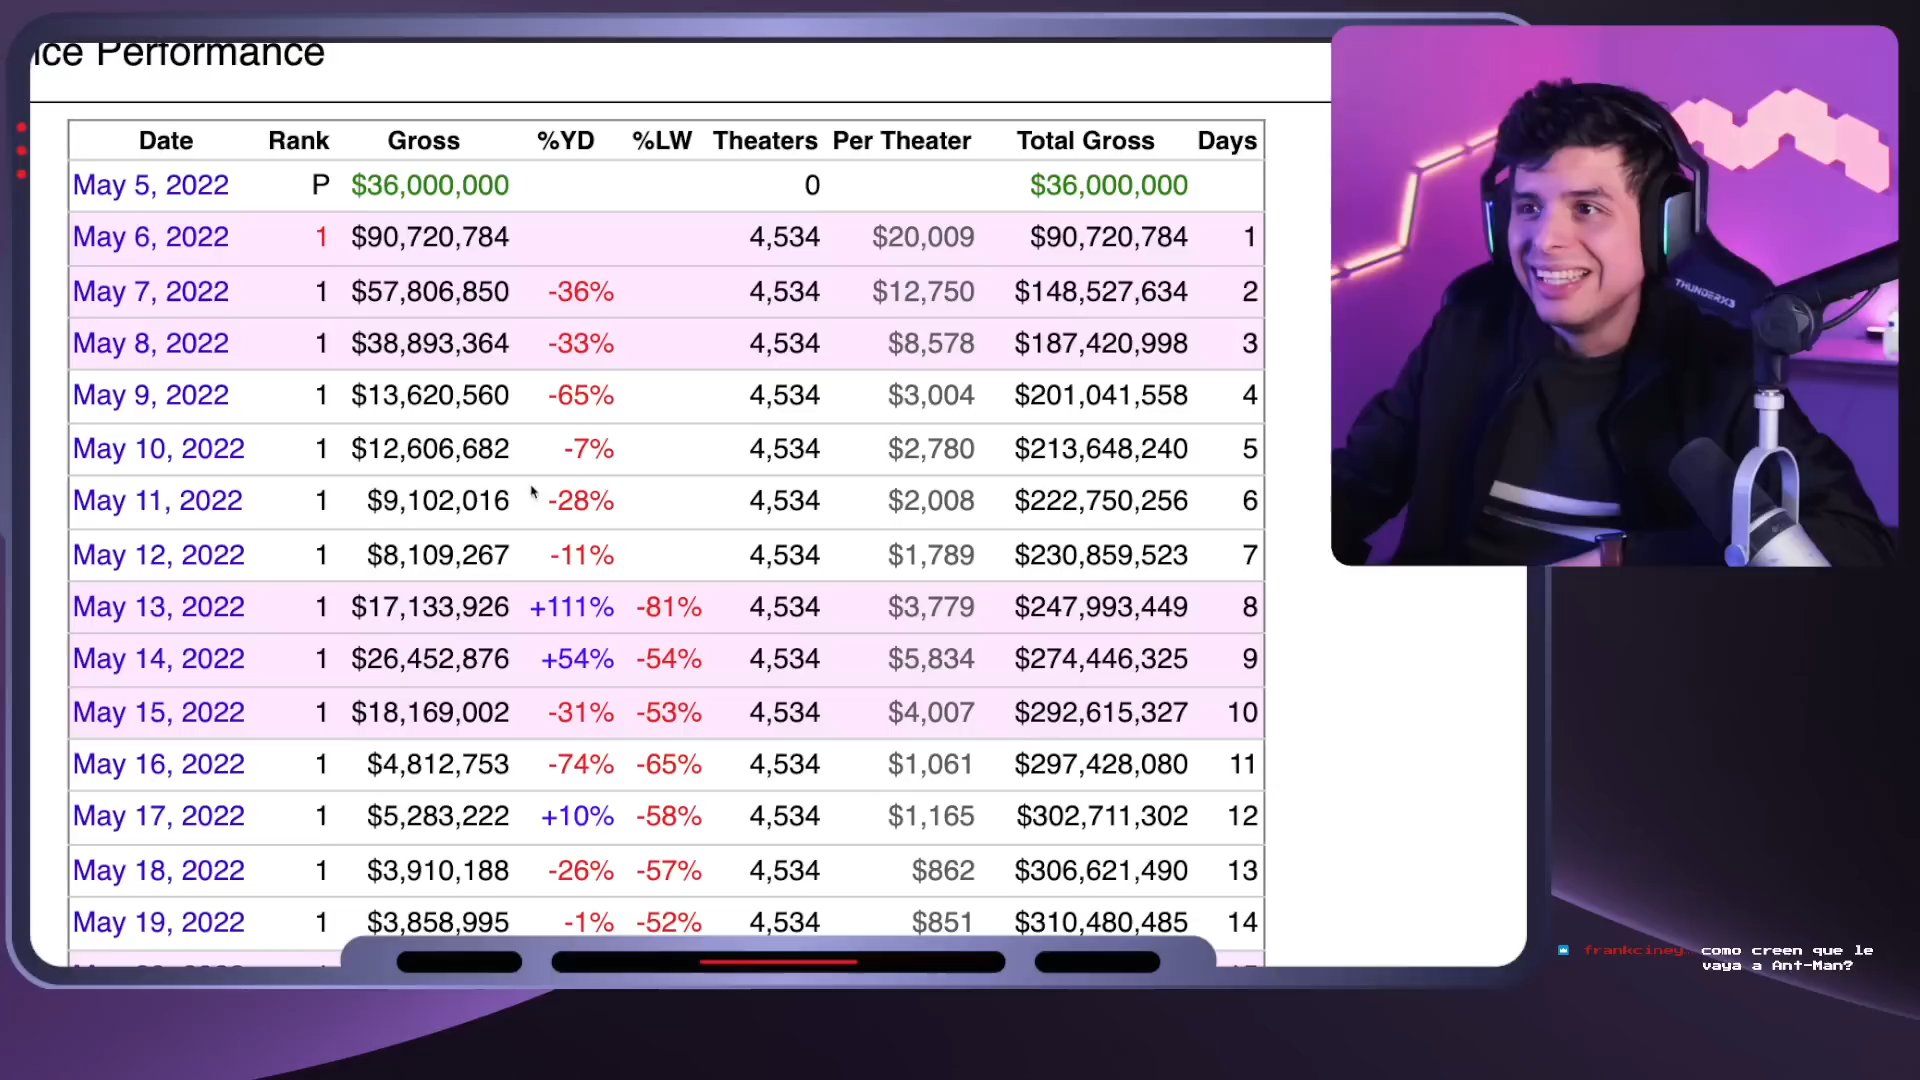 ice Performance
Date Rank Gross %YD %LW Theaters Per Theater Total Gross Days
May 5, 2022 P $36,000,000 0 $36,000,000
May 6, 2022 1 $90,720,784 4,534 $20,009 $90,720,784 1
May 7, 2022 1 $57,806,850 -36% 4,534 $12,750 $148,527,634 2
May 8, 2022 1 $38,893,364 -33% 4,534 $8,578 $187,420,998 3
May 9, 2022 1 $13,620,560 -65% 4,534 $3,004 $201,041,558 4
May 10, 2022 1 $12,606,682 -7% 4,534 $2,780 $213,648,240 5
May 11, 2022 1 $9,102,016 -28% 4,534 $2,008 $222,750,256 6
May 12, 2022 1 $8,109,267 -11% 4,534 $1,789 $230,859,523 7
May 13, 2022 1 $17,133,926 +111% -81% 4,534 $3,779 $247,993,449 8
May 14, 2022 1 $26,452,876 +54% -54% 4,534 $5,834 $274,446,325 9
May 15, 2022 1 $18,169,002 -31% -53% 4,534 $4,007 $292,615,327 10
May 16, 2022 1 $4,812,753 -74% -65% 4,534 $1,061 $297,428,080 11
May 17, 2022 1 $5,283,222 +10% -58% 4,534 $1,165 $302,711,302 12
May 18, 2022 1 $3,910,188 -26% -57% 4,534 $862 $306,621,490 13
May 19, 2022 1 $3,858,995 -1% -52% 4,534 $851 $310,480,485 14
THUNDERX3
frankciney: como creen que le
vaya a Ant-Man?